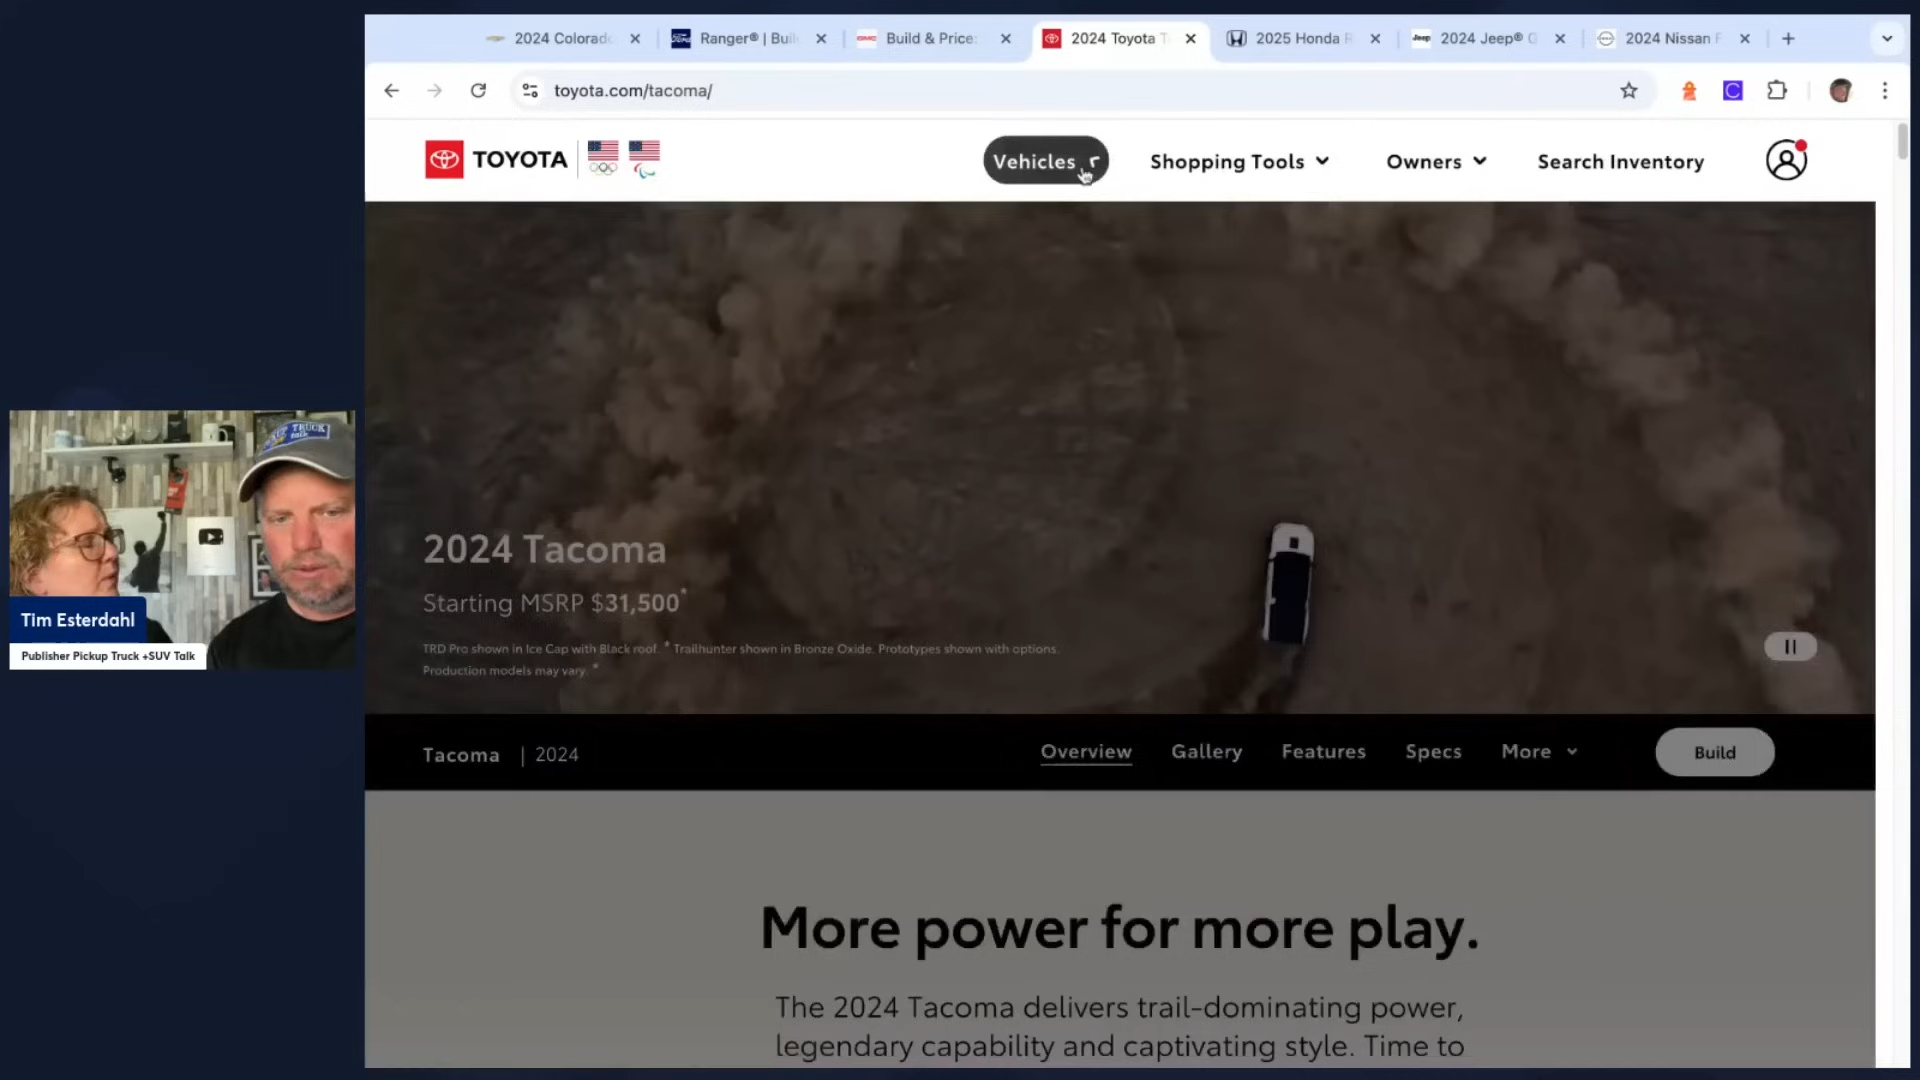 2024 Colorad
Ranger® | Buil
Build & Price:
2024 Toyota T
2025 Honda R
2024 Jeep® G
2024 Nissan F
toyota.com/tacoma/
TOYOTA
Vehicles
Shopping Tools
Owners
Search Inventory
2024 Tacoma
Starting MSRP $31,500*
TRD Pro shown in Ice Cap with Black roof. * Trailhunter shown in Bronze Oxide. Prototypes shown with options.
Production models may vary. *
Tacoma | 2024
Overview
Gallery
Features
Specs
More
Build
More power for more play.
The 2024 Tacoma delivers trail-dominating power,
legendary capability and captivating style. Time to
TRUCK
talk
Tim Esterdahl
Publisher Pickup Truck +SUV Talk